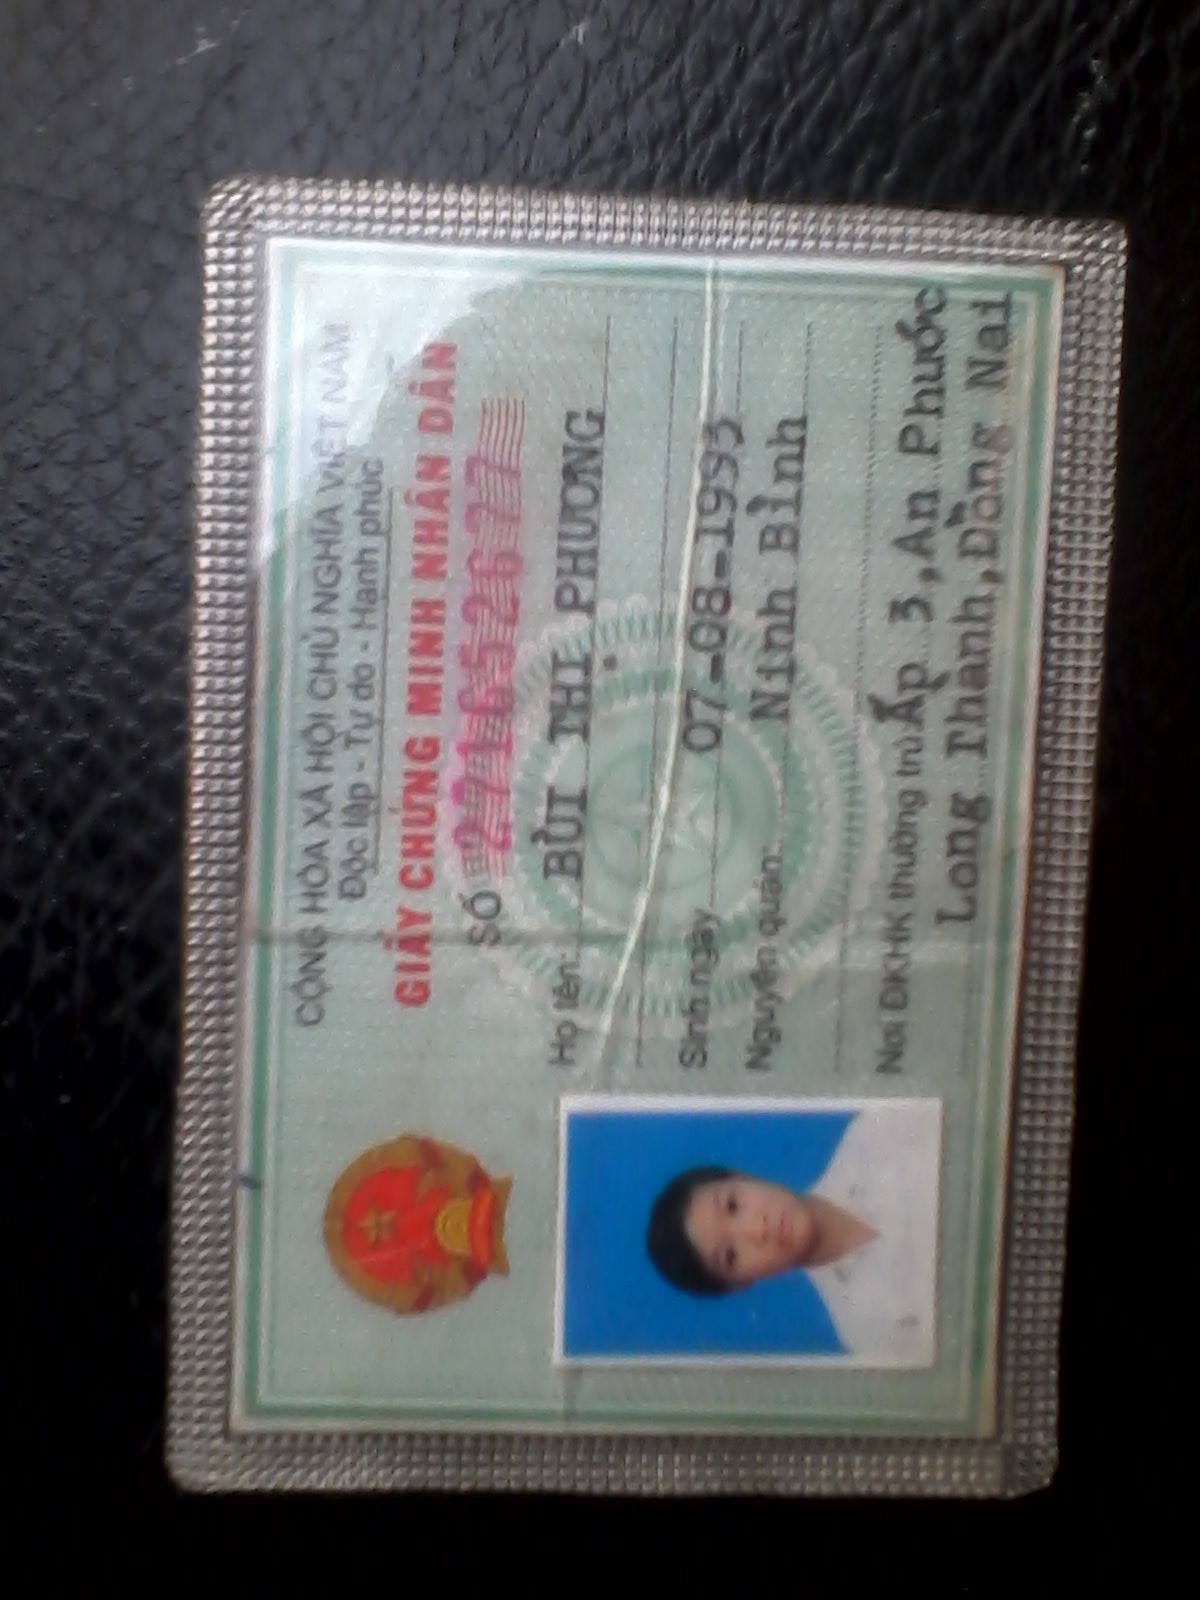 CỘNG HÒA XÃ HỘI CHỦ NGHĨA VIỆT NAM
Độc lập - Tự do - Hạnh phúc
GIẤY CHỨNG MINH NHÂN DÂN
SỐ 271652677
Họ tên: BÙI THỊ PHƯƠNG
Sinh ngày 07-08-1993
Nguyên quán: Ninh Bình
Nơi ĐKHK thường trú Ấp 3, An Phước
Long Thành, Đồng Nai